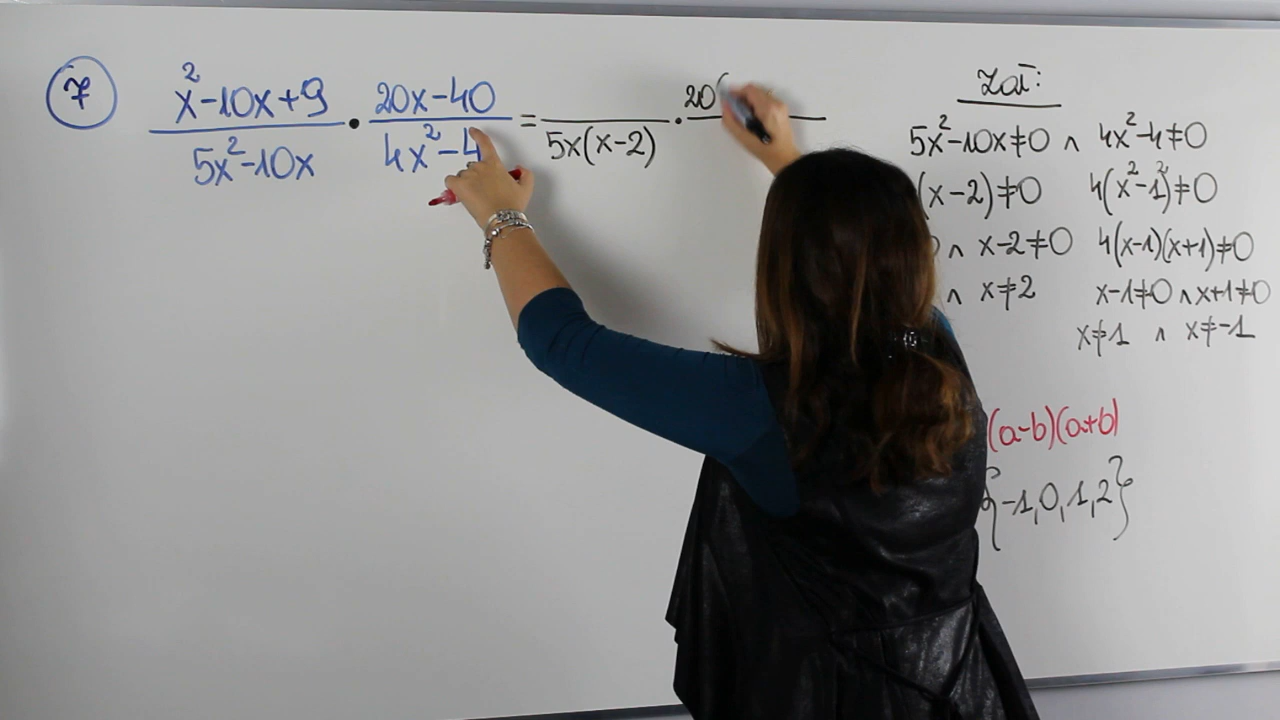 7
x²-10x+9 / 5x²-10x · 20x-40 / 4x²-4 = / 5x(x-2) · 20(
Zał:
5x²-10x≠0 ∧ 4x²-4≠0
(x-2)≠0 4(x²-1²)≠0
∧ x-2≠0 4(x-1)(x+1)≠0
∧ x≠2 x-1≠0 ∧ x+1≠0
x≠1 ∧ x≠-1
(a-b)(a+b)
{-1,0,1,2}